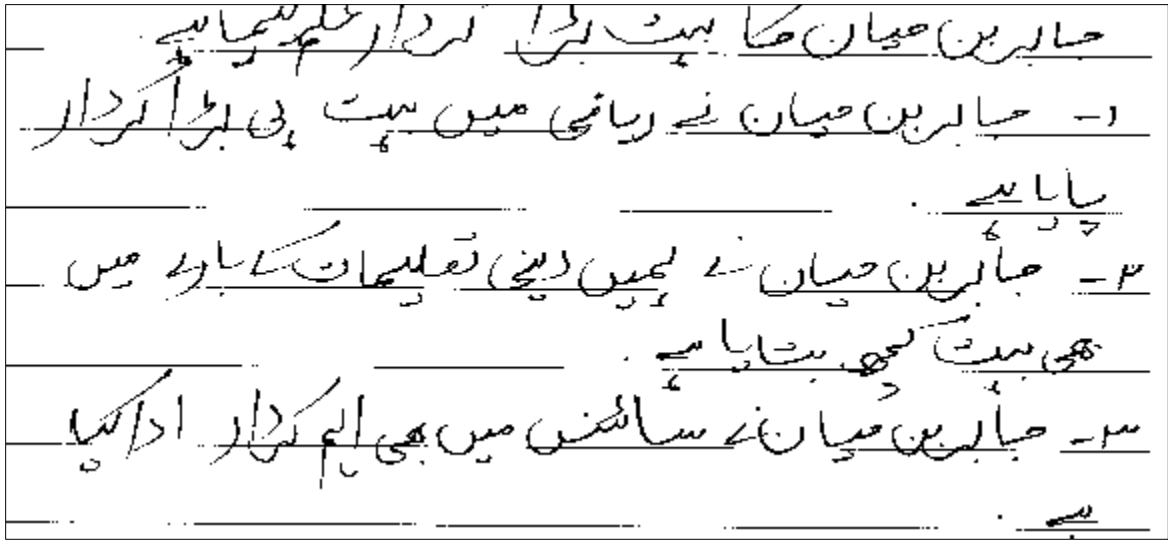 جابر بن حیان کا بہت بڑا کردار علم کیمیا ہے۔
۱- جابر بن حیان نے ریاضی میں بہت ہی بڑا کردار
پایا ہے۔
۲- جابر بن حیان نے ہمیں دینی تعلیمات کے بارے میں
بھی بہت کچھ بتایا ہے۔
۳- جابر بن حیان نے سائنس میں بھی اہم کردار ادا کیا
ہے۔